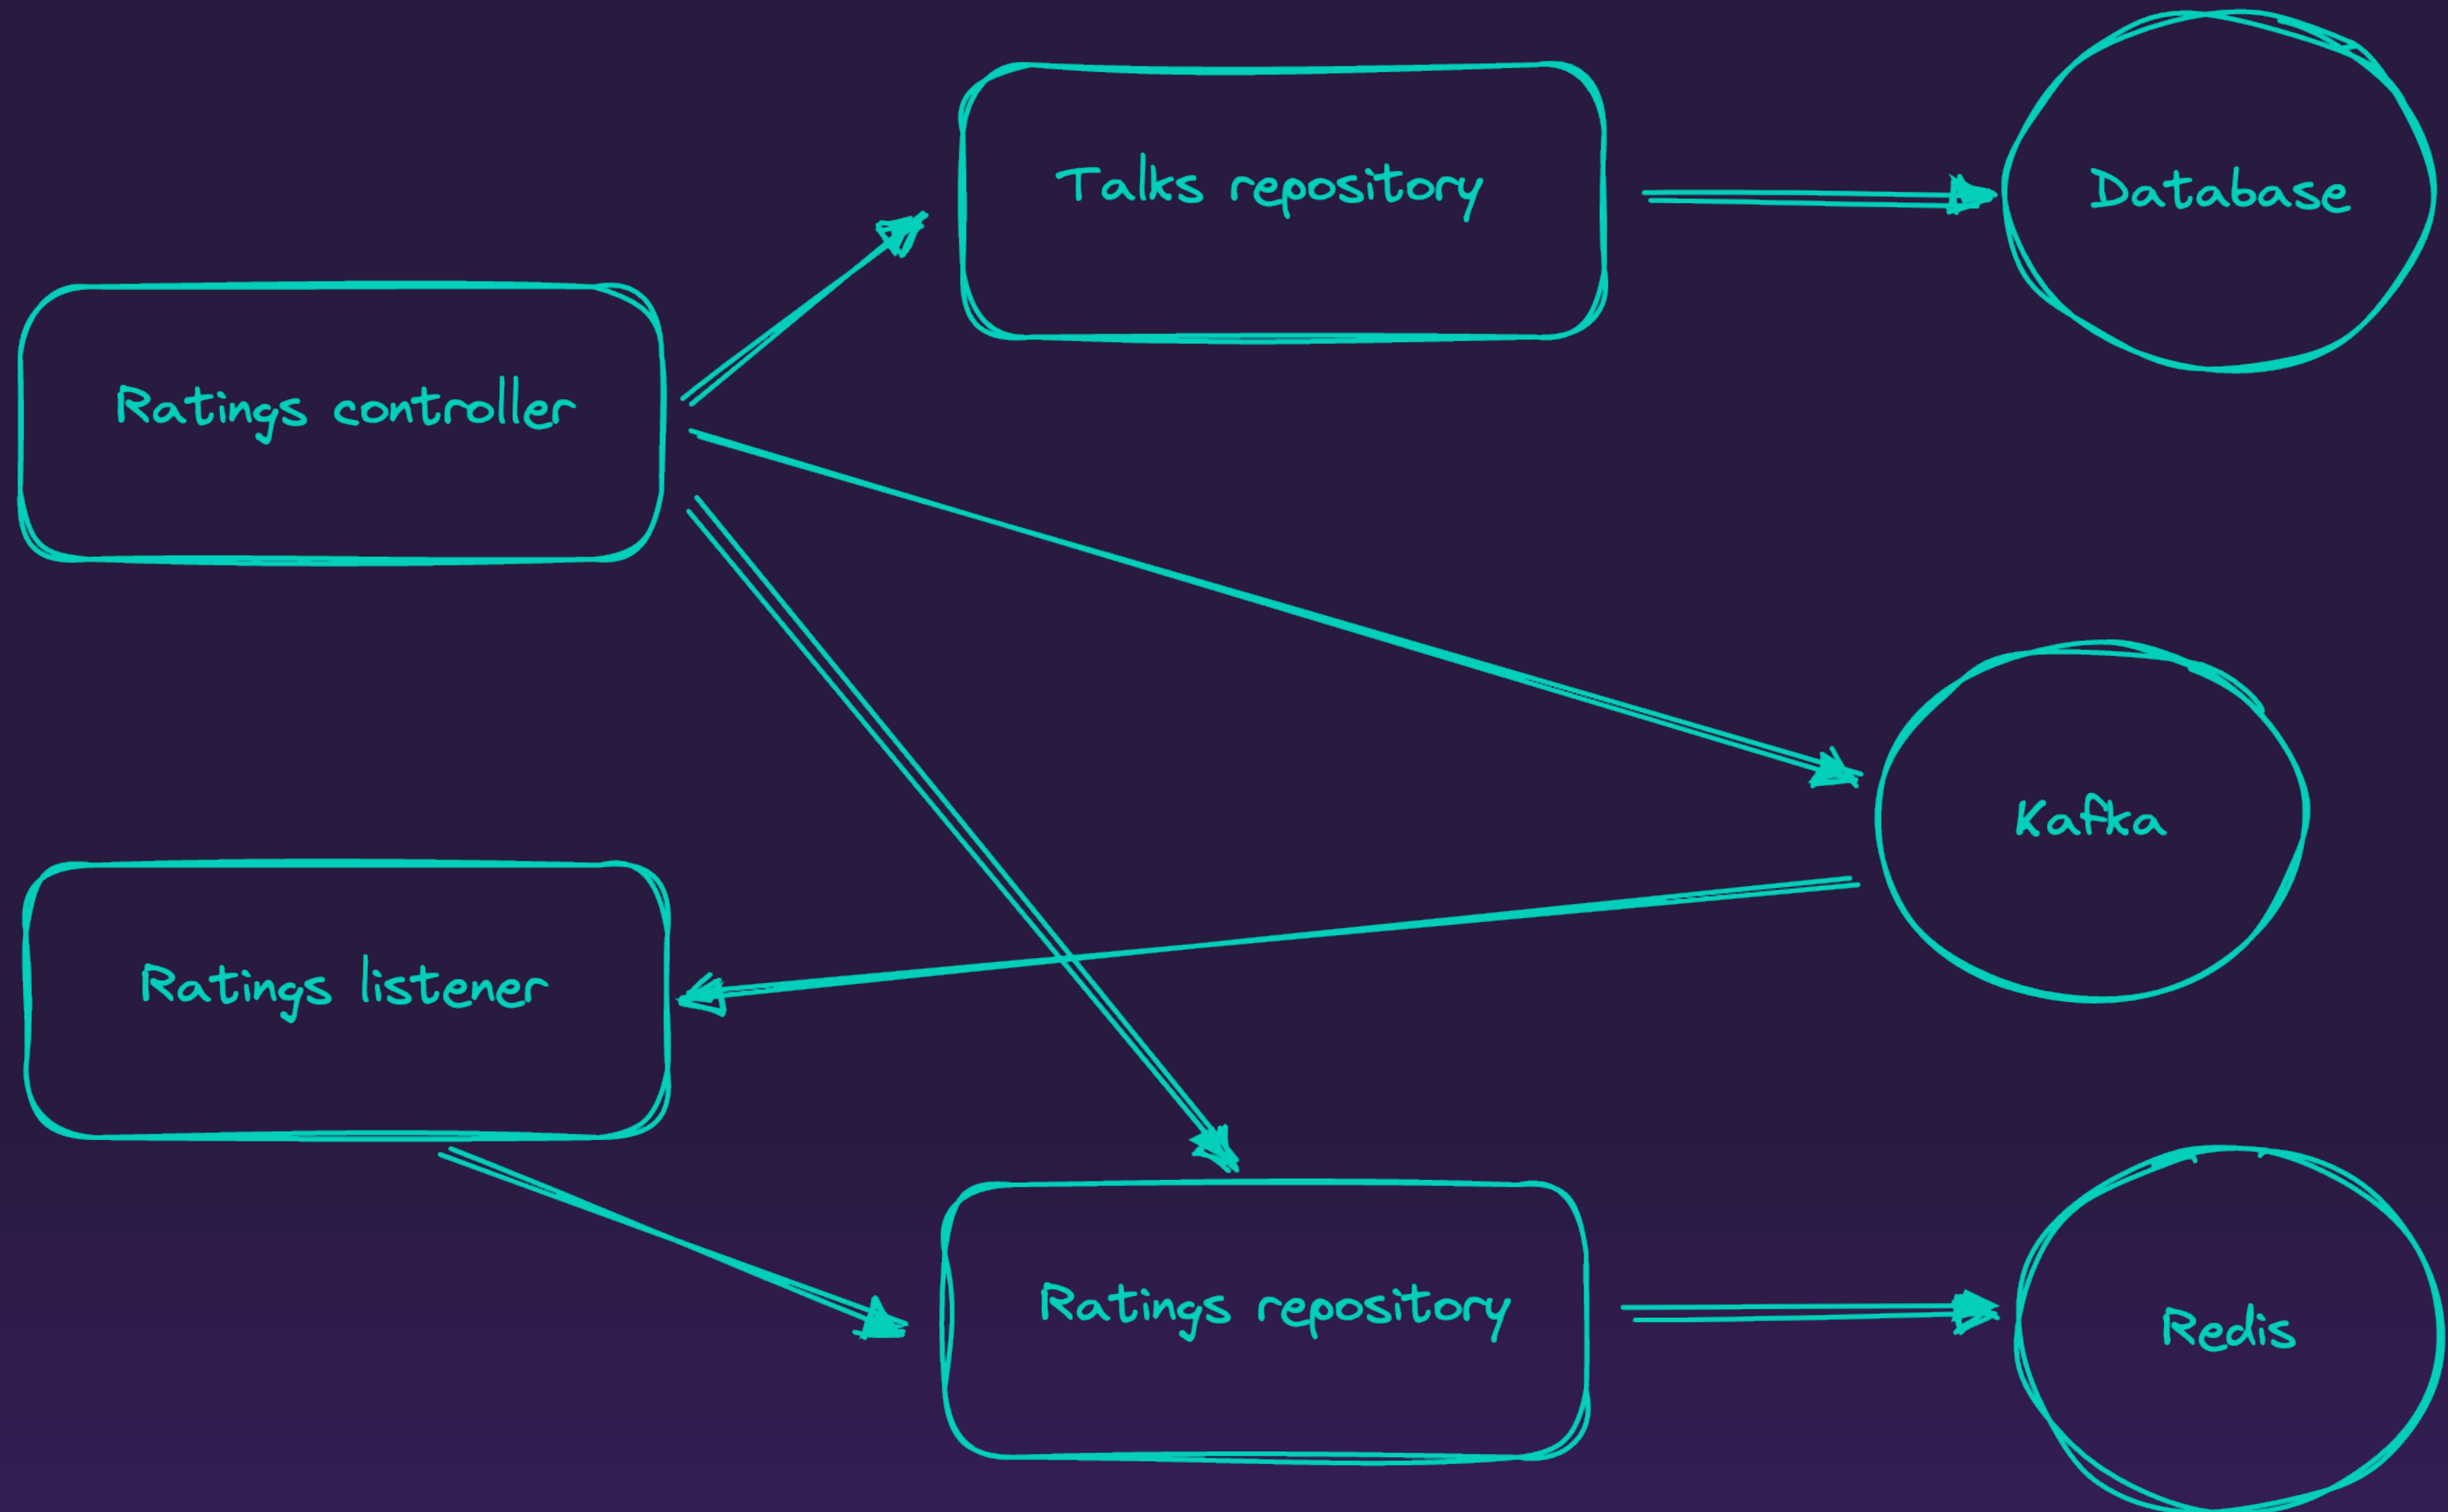 Talks repository
Database
Ratings controller
Kafka
Ratings listener
Ratings repository
Redis